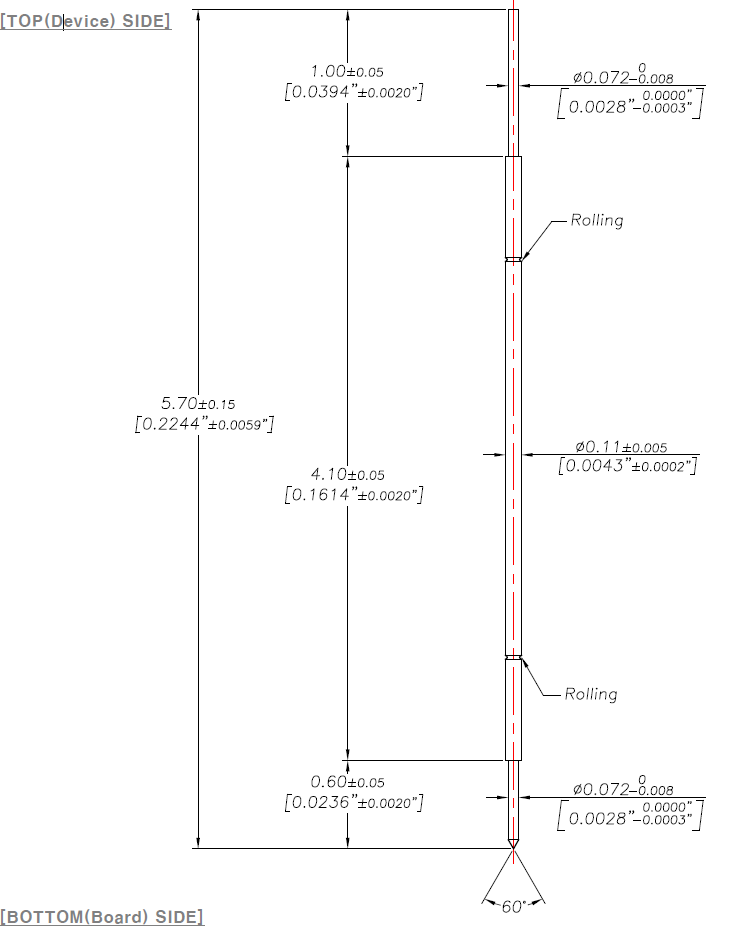 [TOP(Device) SIDE]
1.00±0.05
[0.0394"±0.0020"]
0
ø0.072-0.008
0.0000"
[0.0028"-0.0003"]
Rolling
5.70±0.15
[0.2244"±0.0059"]
ø0.11±0.005
[0.0043"±0.0002"]
4.10±0.05
[0.1614"±0.0020"]
Rolling
0.60±0.05
[0.0236"±0.0020"]
0
ø0.072-0.008
0.0000"
[0.0028"-0.0003"]
60°
[BOTTOM(Board) SIDE]